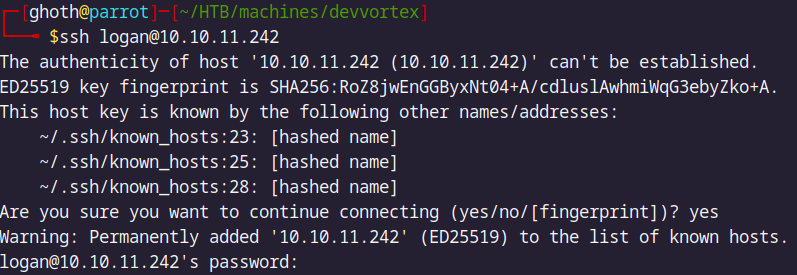 ┌─[ghoth@parrot]─[~/HTB/machines/devvortex]
└──╼ $ssh logan@10.10.11.242
The authenticity of host '10.10.11.242 (10.10.11.242)' can't be established.
ED25519 key fingerprint is SHA256:RoZ8jwEnGGByxNt04+A/cdluslAwhmiWqG3ebyZko+A.
This host key is known by the following other names/addresses:
    ~/.ssh/known_hosts:23: [hashed name]
    ~/.ssh/known_hosts:25: [hashed name]
    ~/.ssh/known_hosts:28: [hashed name]
Are you sure you want to continue connecting (yes/no/[fingerprint])? yes
Warning: Permanently added '10.10.11.242' (ED25519) to the list of known hosts.
logan@10.10.11.242's password: